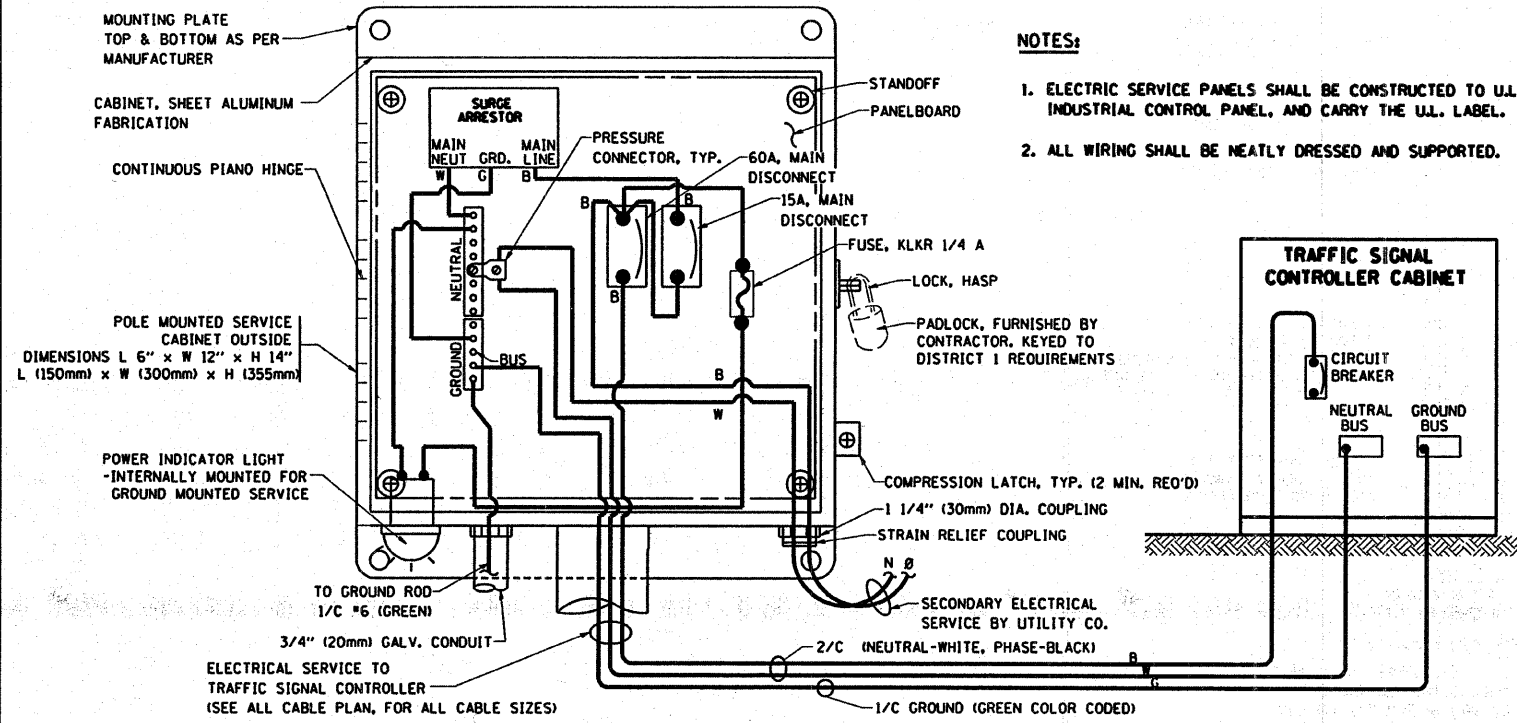 MOUNTING PLATE
TOP & BOTTOM AS PER
MANUFACTURER
CABINET, SHEET ALUMINUM
FABRICATION
CONTINUOUS PIANO HINGE
POLE MOUNTED SERVICE
CABINET OUTSIDE
DIMENSIONS L 6" x W 12" x H 14"
L (150mm) x W (300mm) x H (355mm)
POWER INDICATOR LIGHT
-INTERNALLY MOUNTED FOR
GROUND MOUNTED SERVICE
SURGE
ARRESTOR
MAIN
NEUT
GRD.
MAIN
LINE
W
G
B
NEUTRAL
GROUND
BUS
PRESSURE
CONNECTOR, TYP.
60A, MAIN
DISCONNECT
15A, MAIN
DISCONNECT
B
B
B
FUSE, KLKR 1/4 A
STANDOFF
PANELBOARD
LOCK, HASP
PADLOCK, FURNISHED BY
CONTRACTOR. KEYED TO
DISTRICT 1 REQUIREMENTS
B
W
COMPRESSION LATCH, TYP. (2 MIN. REO'D)
1 1/4" (30mm) DIA. COUPLING
STRAIN RELIEF COUPLING
N Ø
SECONDARY ELECTRICAL
SERVICE BY UTILITY CO.
TO GROUND ROD
1/C #6 (GREEN)
3/4" (20mm) GALV. CONDUIT
ELECTRICAL SERVICE TO
TRAFFIC SIGNAL CONTROLLER
(SEE ALL CABLE PLAN, FOR ALL CABLE SIZES)
2/C (NEUTRAL-WHITE, PHASE-BLACK)
B
W
G
1/C GROUND (GREEN COLOR CODED)
NOTES:
1. ELECTRIC SERVICE PANELS SHALL BE CONSTRUCTED TO U.L
INDUSTRIAL CONTROL PANEL, AND CARRY THE U.L. LABEL.
2. ALL WIRING SHALL BE NEATLY DRESSED AND SUPPORTED.
TRAFFIC SIGNAL
CONTROLLER CABINET
CIRCUIT
BREAKER
NEUTRAL
BUS
GROUND
BUS